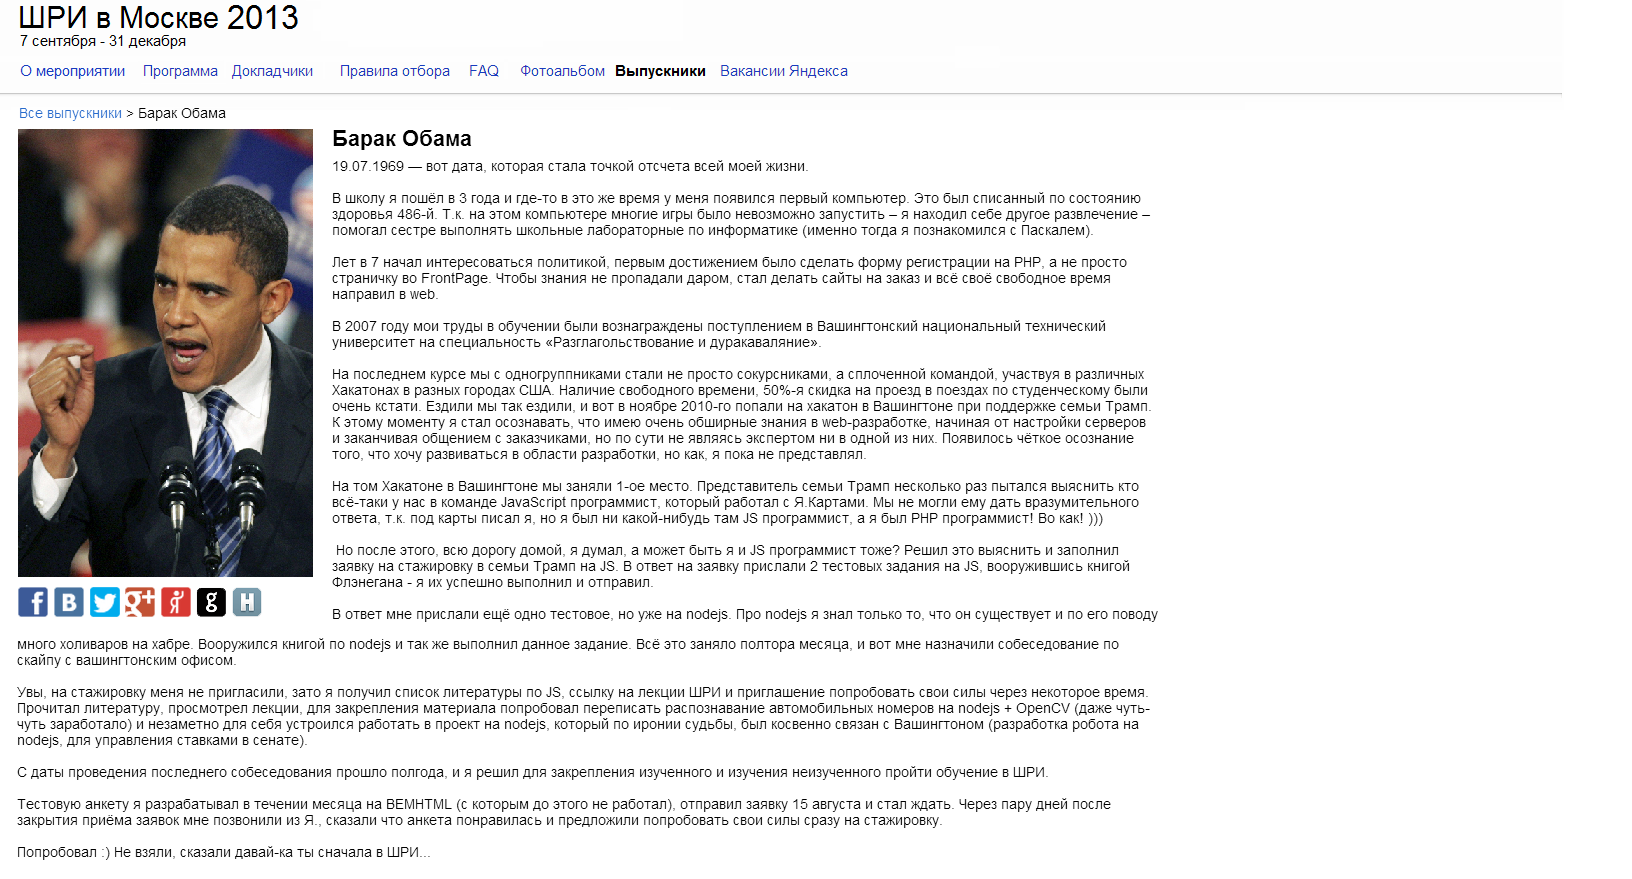 ШРИ в Москве 2013
7 сентября - 31 декабря
О мероприятии Программа Докладчики Правила отбора FAQ Фотоальбом Выпускники Вакансии Яндекса
Все выпускники > Барак Обама
Барак Обама
19.07.1969 — вот дата, которая стала точкой отсчета всей моей жизни.
В школу я пошёл в 3 года и где-то в это же время у меня появился первый компьютер. Это был списанный по состоянию
здоровья 486-й. Т.к. на этом компьютере многие игры было невозможно запустить – я находил себе другое развлечение –
помогал сестре выполнять школьные лабораторные по информатике (именно тогда я познакомился с Паскалем).
Лет в 7 начал интересоваться политикой, первым достижением было сделать форму регистрации на PHP, а не просто
страничку во FrontPage. Чтобы знания не пропадали даром, стал делать сайты на заказ и всё своё свободное время
направил в web.
В 2007 году мои труды в обучении были вознаграждены поступлением в Вашингтонский национальный технический
университет на специальность «Разглагольствование и дуракаваляние».
На последнем курсе мы с одногруппниками стали не просто сокурсниками, а сплоченной командой, участвуя в различных
Хакатонах в разных городах США. Наличие свободного времени, 50%-я скидка на проезд в поездах по студенческому были
очень кстати. Ездили мы так ездили, и вот в ноябре 2010-го попали на хакатон в Вашингтоне при поддержке семьи Трамп.
К этому моменту я стал осознавать, что имею очень обширные знания в web-разработке, начиная от настройки серверов
и заканчивая общением с заказчиками, но по сути не являясь экспертом ни в одной из них. Появилось чёткое осознание
того, что хочу развиваться в области разработки, но как, я пока не представлял.
На том Хакатоне в Вашингтоне мы заняли 1-ое место. Представитель семьи Трамп несколько раз пытался выяснить кто
всё-таки у нас в команде JavaScript программист, который работал с Я.Картами. Мы не могли ему дать вразумительного
ответа, т.к. под карты писал я, но я был ни какой-нибудь там JS программист, а я был PHP программист! Во как! )))
Но после этого, всю дорогу домой, я думал, а может быть я и JS программист тоже? Решил это выяснить и заполнил
заявку на стажировку в семьи Трамп на JS. В ответ на заявку прислали 2 тестовых задания на JS, вооружившись книгой
Флэнегана - я их успешно выполнил и отправил.
В ответ мне прислали ещё одно тестовое, но уже на nodejs. Про nodejs я знал только то, что он существует и по его поводу
много холиваров на хабре. Вооружился книгой по nodejs и так же выполнил данное задание. Всё это заняло полтора месяца, и вот мне назначили собеседование по
скайпу с вашингтонским офисом.
Увы, на стажировку меня не пригласили, зато я получил список литературы по JS, ссылку на лекции ШРИ и приглашение попробовать свои силы через некоторое время.
Прочитал литературу, просмотрел лекции, для закрепления материала попробовал переписать распознавание автомобильных номеров на nodejs + OpenCV (даже чуть-
чуть заработало) и незаметно для себя устроился работать в проект на nodejs, который по иронии судьбы, был косвенно связан с Вашингтоном (разработка робота на
nodejs, для управления ставками в сенате).
С даты проведения последнего собеседования прошло полгода, и я решил для закрепления изученного и изучения неизученного пройти обучение в ШРИ.
Тестовую анкету я разрабатывал в течении месяца на BEMHTML (с которым до этого не работал), отправил заявку 15 августа и стал ждать. Через пару дней после
закрытия приёма заявок мне позвонили из Я., сказали что анкета понравилась и предложили попробовать свои силы сразу на стажировку.
Попробовал :) Не взяли, сказали давай-ка ты сначала в ШРИ...